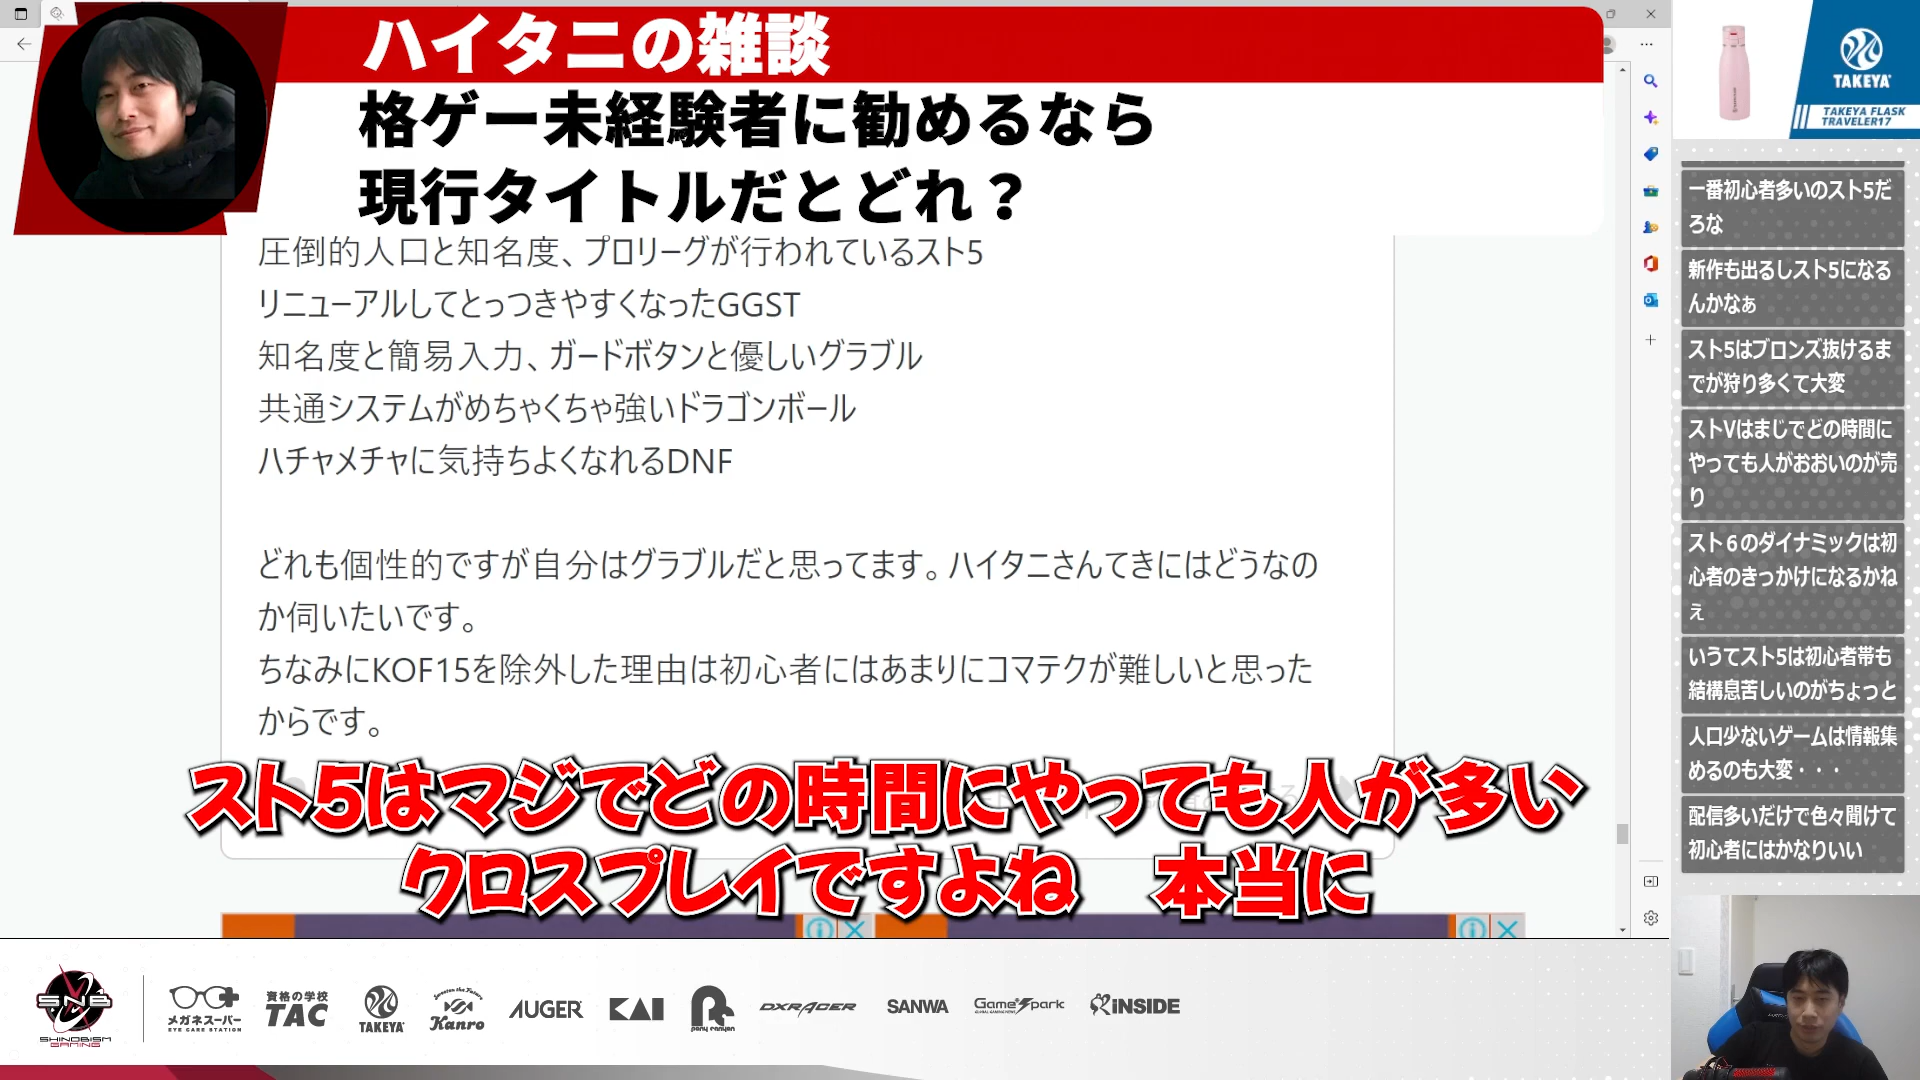 ハイタニの雑談
格ゲー未経験者に勧めるなら
現行タイトルだとどれ？
圧倒的人口と知名度、プロリーグが行われているスト5
リニューアルしてとっつきやすくなったGGST
知名度と簡易入力、ガードボタンと優しいグラブル
共通システムがめちゃくちゃ強いドラゴンボール
ハチャメチャに気持ちよくなれるDNF
どれも個性的ですが自分はグラブルだと思ってます。ハイタニさんてきにはどうなの
か伺いたいです。
ちなみにKOF15を除外した理由は初心者にはあまりにコマテクが難しいと思った
からです。
スト5はマジでどの時間にやっても人が多い
クロスプレイですよね　本当に
TAKEYA
TAKEYA FLASK
TRAVELER17
一番初心者多いのスト5だ
ろな
新作も出るしスト5になる
んかなぁ
スト5はブロンズ抜けるま
でが狩り多くて大変
ストVはまじでどの時間に
やっても人がおおいのが売
り
スト６のダイナミックは初
心者のきっかけになるかね
ぇ
いうてスト5は初心者帯も
結構息苦しいのがちょっと
人口少ないゲームは情報集
めるのも大変・・・
配信多いだけで色々聞けて
初心者にはかなりいい
SNB
SHINOBISM
GAMING
メガネスーパー
EYE CARE STATION
資格の学校
TAC
TAKEYA
Sweeten the Future
Kanro
AUGER
KAI
pony canyon
DXRACER
SANWA
Game*Spark
iNSIDE